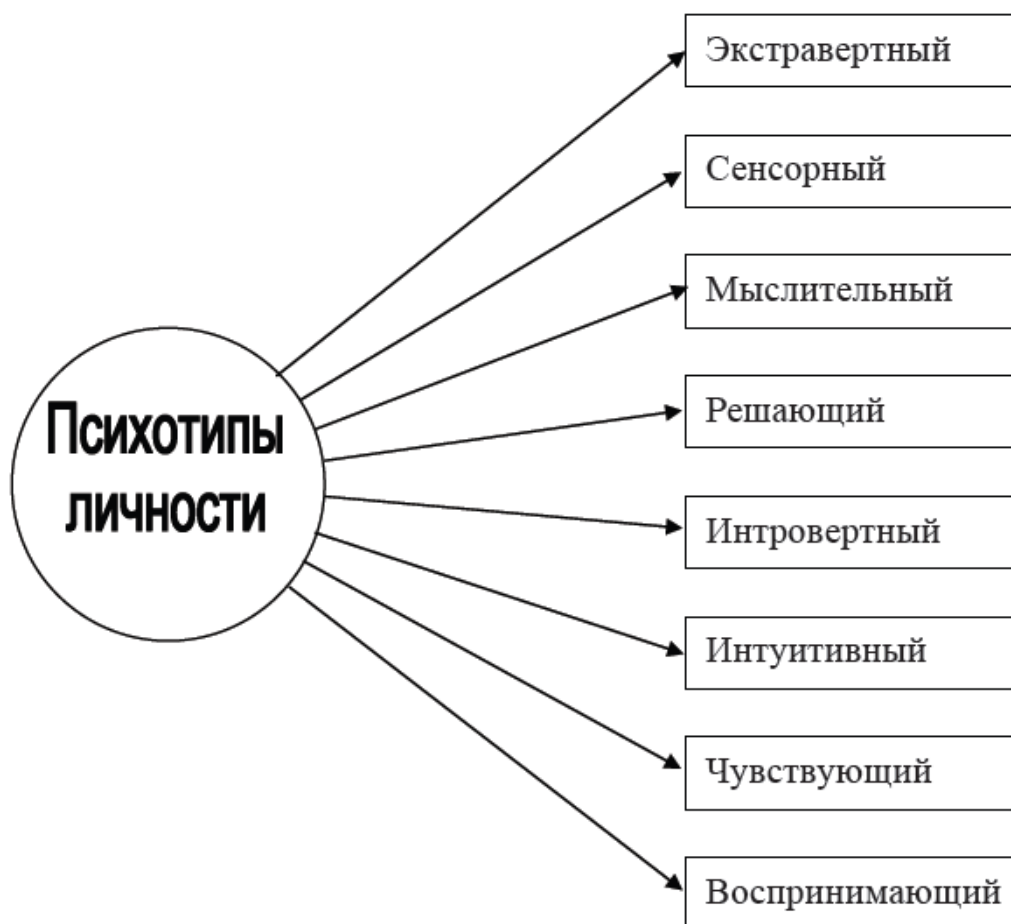 Психотипы
личности
Экстравертный
Сенсорный
Мыслительный
Решающий
Интровертный
Интуитивный
Чувствующий
Воспринимающий